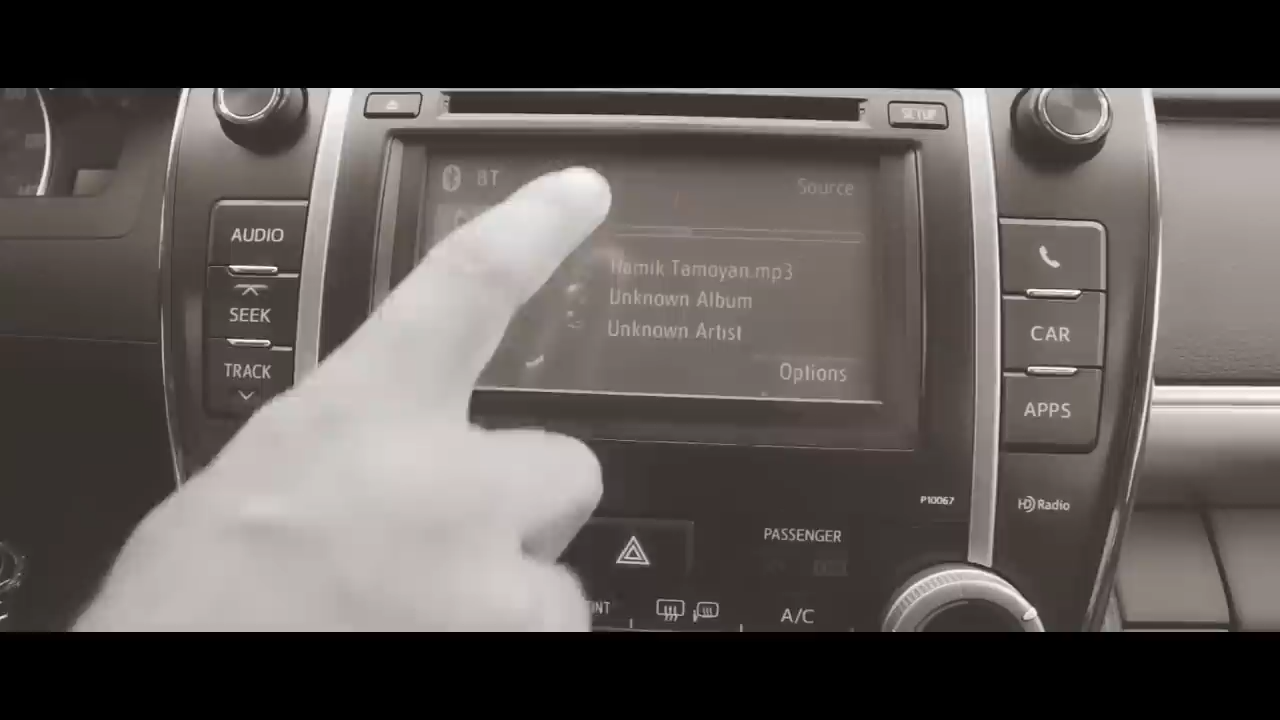 SETUP
BT
Source
AUDIO
SEEK
TRACK
Hamik Tamoyan.mp3
Unknown Album
Unknown Artist
Options
CAR
APPS
P10067
HD Radio
PASSENGER
A/C